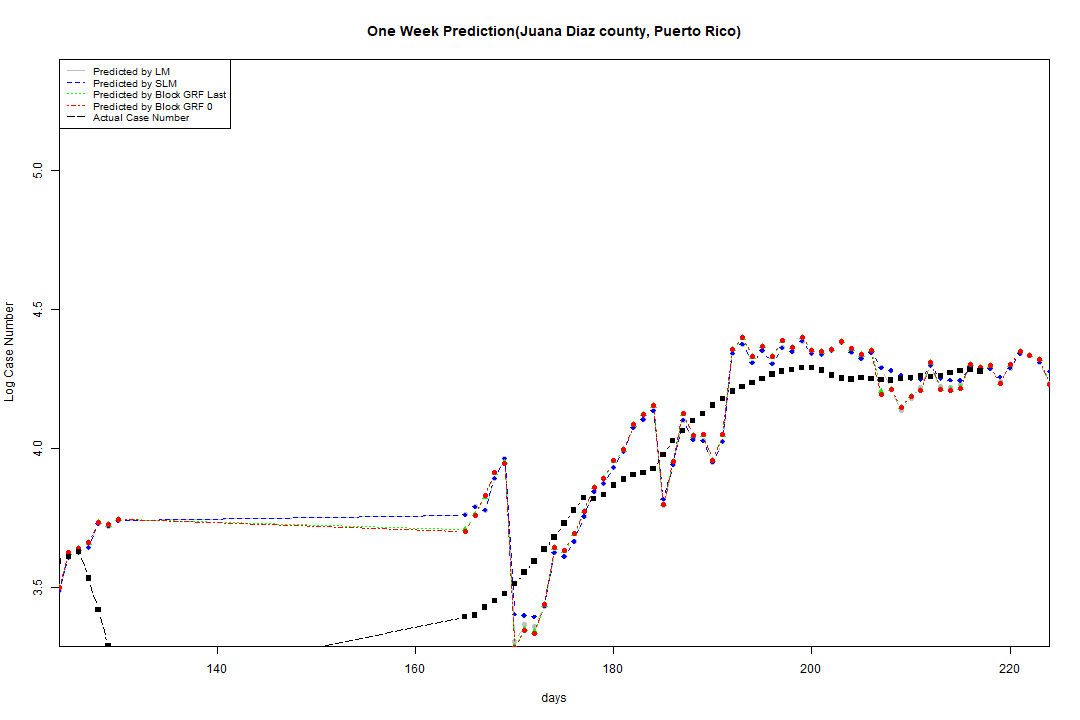 One Week Prediction(Juana Diaz county, Puerto Rico)
Predicted by LM
Predicted by SLM
Predicted by Block GRF Last
Predicted by Block GRF 0
Actual Case Number
5.0
4.5
4.0
3.5
Log Case Number
140 160 180 200 220
days